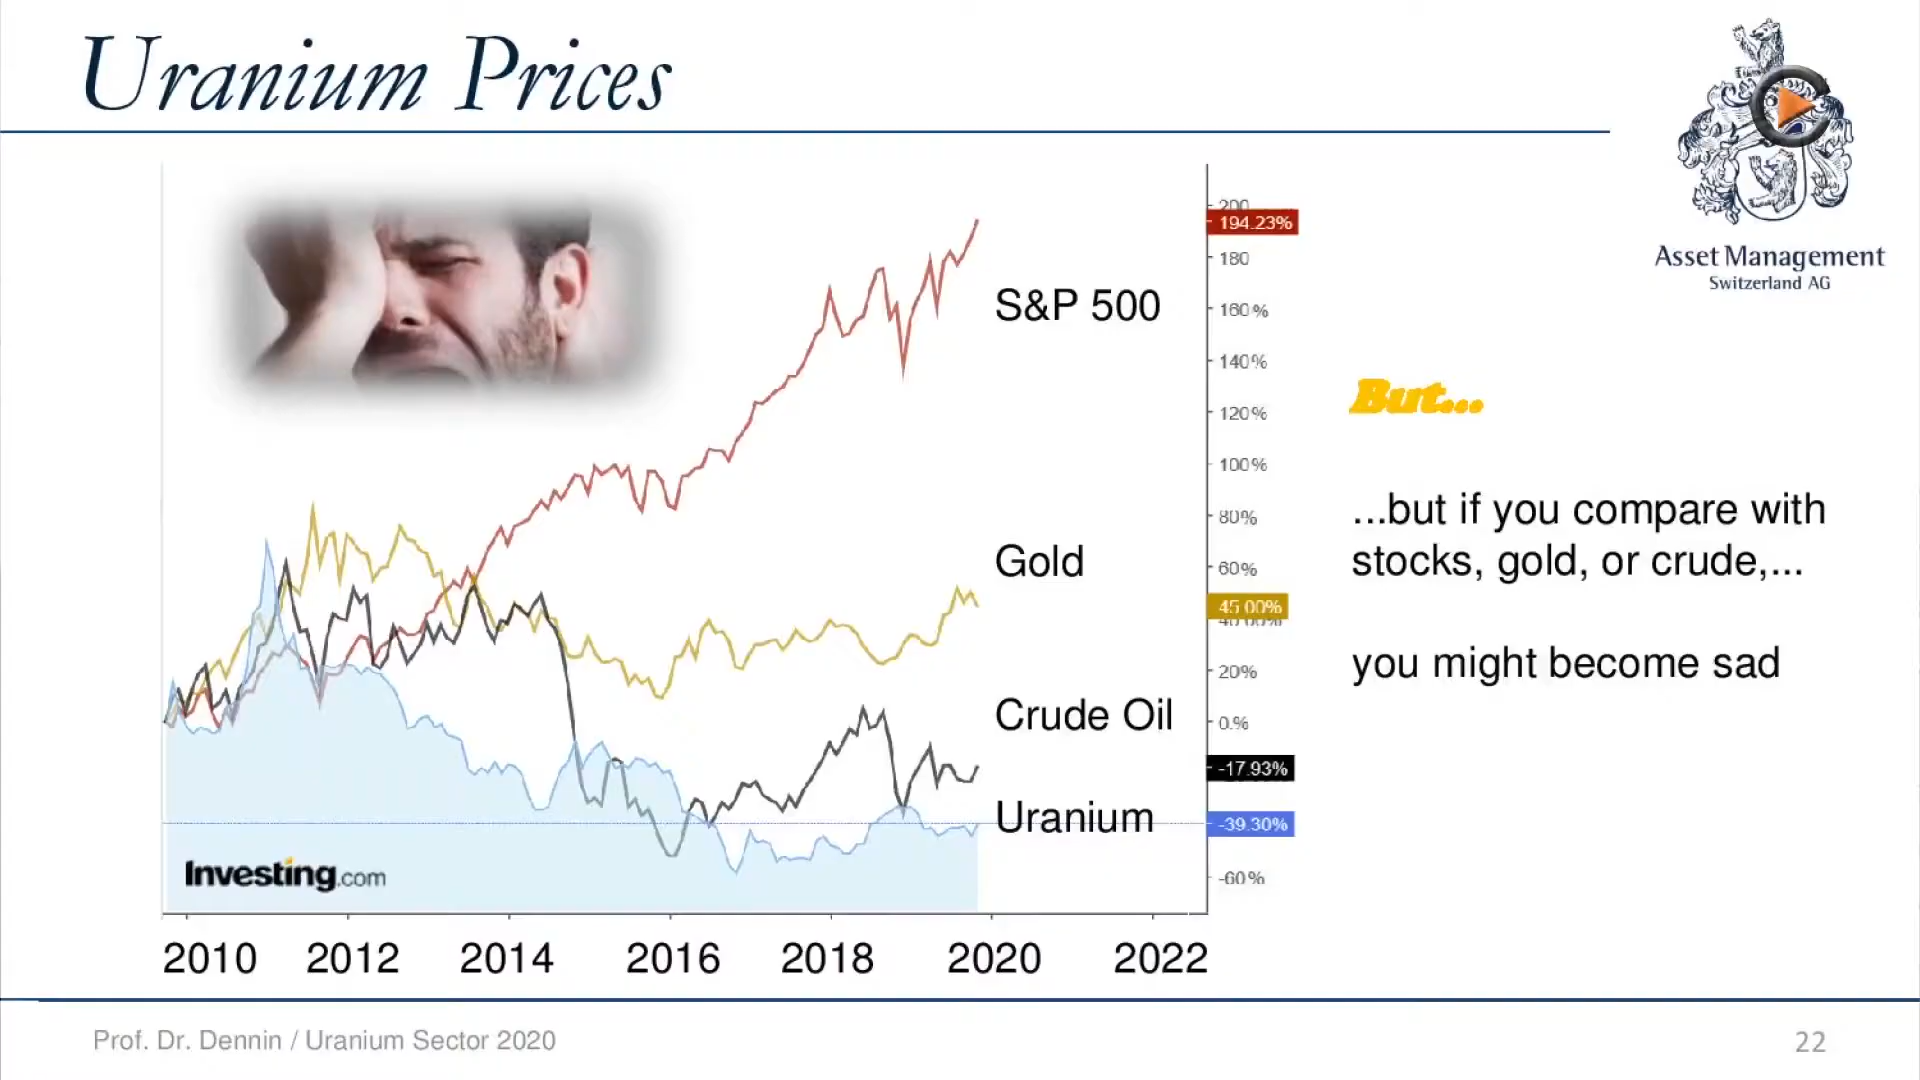 Uranium Prices
Asset Management
Switzerland AG
200
194.23%
180
160%
140%
120%
100%
80%
60%
45.00%
40.00%
20%
0.%
-17.93%
-39.30%
-60%
S&P 500
Gold
Crude Oil
Uranium
Investing.com
2010 2012 2014 2016 2018 2020 2022
But...
...but if you compare with
stocks, gold, or crude,...
you might become sad
Prof. Dr. Dennin / Uranium Sector 2020
22